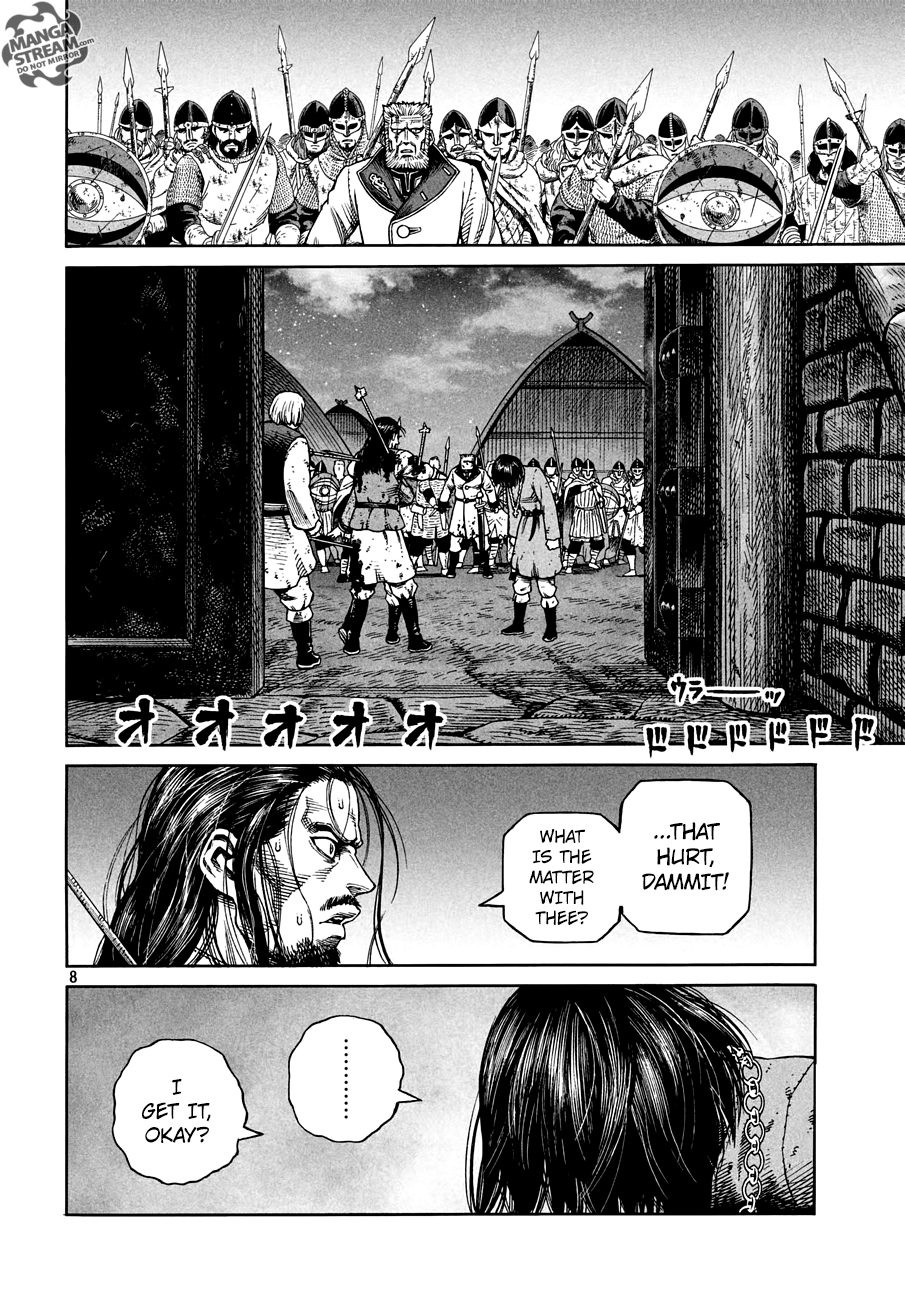 MANGA
STREAM.com
DO NOT MIRROR
オオオオオ
ウラーーッ
ドドドドドド
...THAT
HURT,
DAMMIT!
WHAT
IS THE
MATTER
WITH
THEE?
8
.........
I
GET IT,
OKAY?